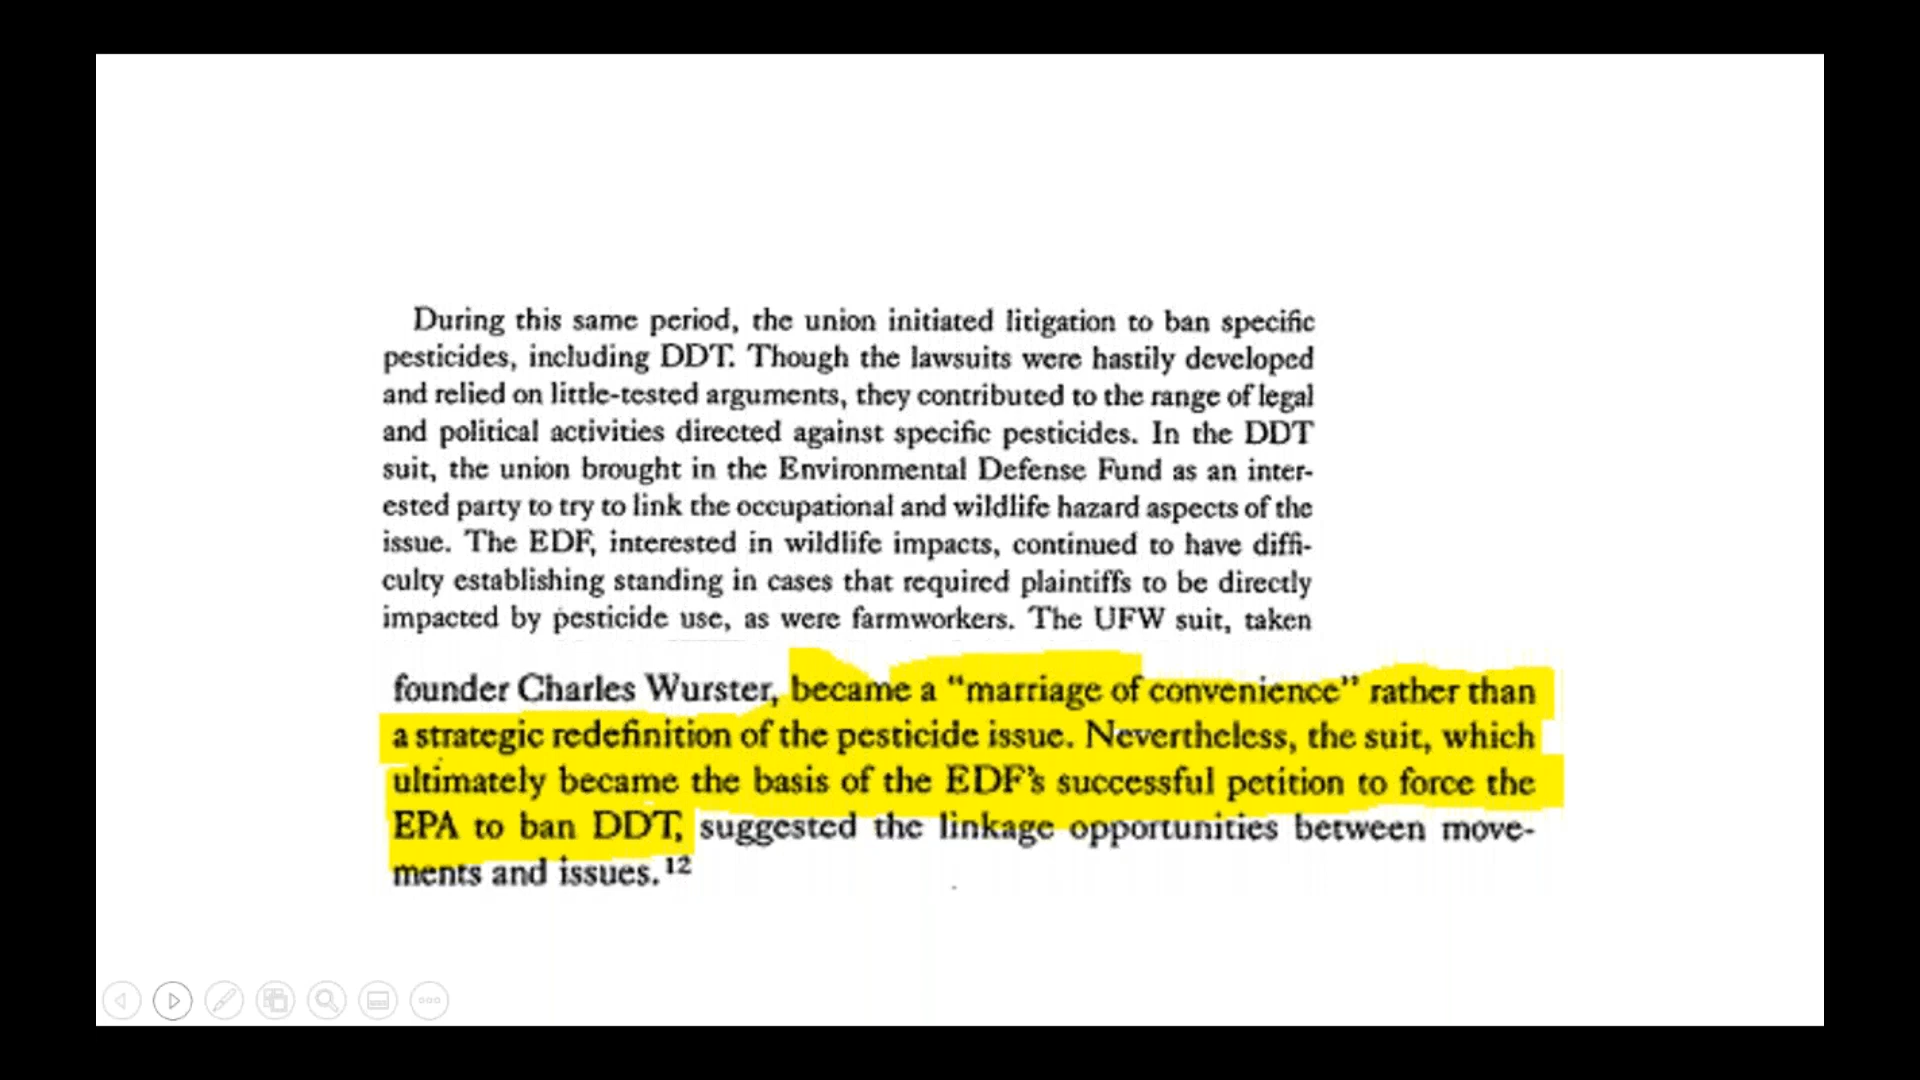 During this same period, the union initiated litigation to ban specific
pesticides, including DDT. Though the lawsuits were hastily developed
and relied on little-tested arguments, they contributed to the range of legal
and political activities directed against specific pesticides. In the DDT
suit, the union brought in the Environmental Defense Fund as an inter-
ested party to try to link the occupational and wildlife hazard aspects of the
issue. The EDF, interested in wildlife impacts, continued to have diffi-
culty establishing standing in cases that required plaintiffs to be directly
impacted by pesticide use, as were farmworkers. The UFW suit, taken
founder Charles Wurster, became a “marriage of convenience” rather than
a strategic redefinition of the pesticide issue. Nevertheless, the suit, which
ultimately became the basis of the EDF’s successful petition to force the
EPA to ban DDT, suggested the linkage opportunities between move-
ments and issues.12